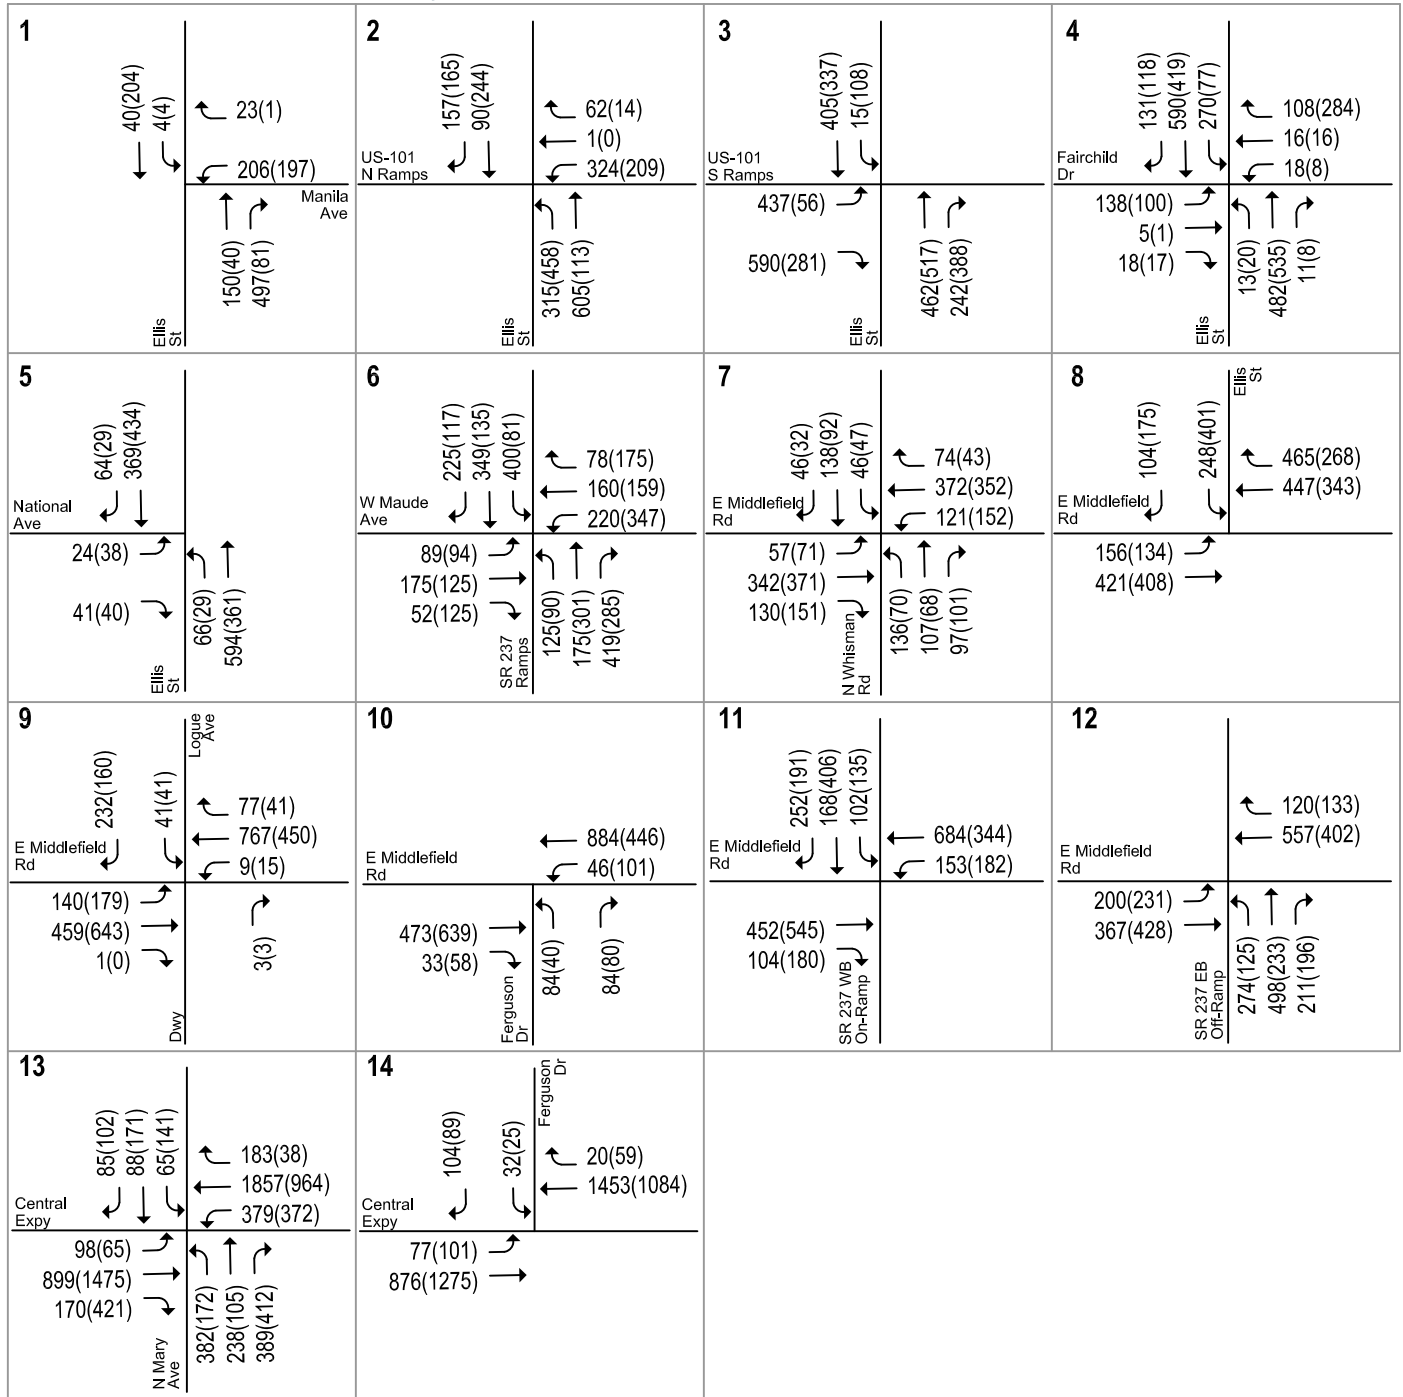 1
40(204)
4(4)
23(1)
206(197)
Manila
Ave
150(40)
497(81)
Ellis
St
2
157(165)
90(244)
62(14)
1(0)
324(209)
US-101
N Ramps
315(458)
605(113)
Ellis
St
3
405(337)
15(108)
US-101
S Ramps
437(56)
590(281)
462(517)
242(388)
Ellis
St
4
131(118)
590(419)
270(77)
108(284)
16(16)
18(8)
Fairchild
Dr
138(100)
5(1)
18(17)
13(20)
482(535)
11(8)
Ellis
St
5
64(29)
369(434)
National
Ave
24(38)
41(40)
66(29)
594(361)
Ellis
St
6
225(117)
349(135)
400(81)
78(175)
160(159)
220(347)
W Maude
Ave
89(94)
175(125)
52(125)
125(90)
175(301)
419(285)
SR 237
Ramps
7
46(32)
138(92)
46(47)
74(43)
372(352)
121(152)
E Middlefield
Rd
57(71)
342(371)
130(151)
136(70)
107(68)
97(101)
N Whisman
Rd
8
Ellis
St
104(175)
248(401)
465(268)
447(343)
E Middlefield
Rd
156(134)
421(408)
9
Logue
Ave
232(160)
41(41)
77(41)
767(450)
9(15)
E Middlefield
Rd
140(179)
459(643)
1(0)
3(3)
Dwy
10
884(446)
46(101)
E Middlefield
Rd
473(639)
33(58)
84(40)
84(80)
Ferguson
Dr
11
252(191)
168(406)
102(135)
684(344)
153(182)
E Middlefield
Rd
452(545)
104(180)
SR 237 WB
On-Ramp
12
120(133)
557(402)
E Middlefield
Rd
200(231)
367(428)
274(125)
498(233)
211(196)
SR 237 EB
Off-Ramp
13
85(102)
88(171)
65(141)
183(38)
1857(964)
379(372)
Central
Expy
98(65)
899(1475)
170(421)
382(172)
238(105)
389(412)
N Mary
Ave
14
Ferguson
Dr
104(89)
32(25)
20(59)
1453(1084)
Central
Expy
77(101)
876(1275)